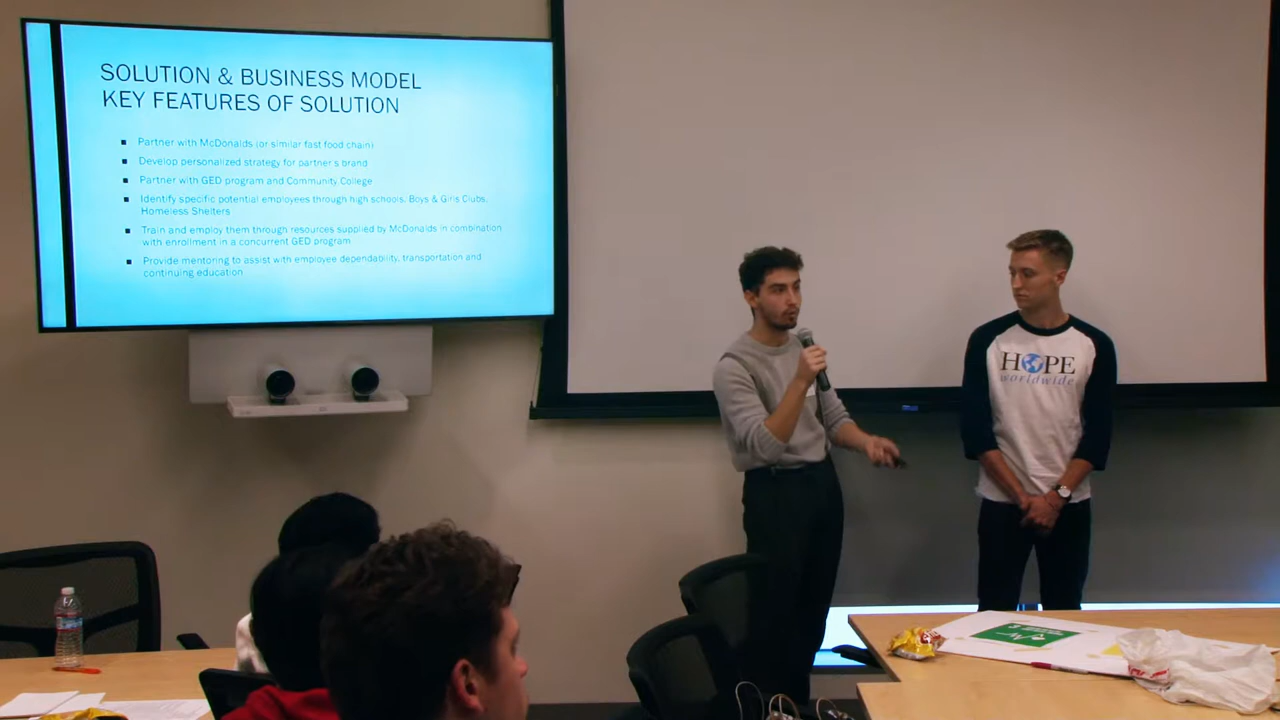 SOLUTION & BUSINESS MODEL
KEY FEATURES OF SOLUTION
Partner with McDonalds (or similar fast food chain)
Develop personalized strategy for partner's brand
Partner with GED program and Community College
Identify specific potential employees through high schools, Boys & Girls Clubs,
Homeless Shelters
Train and employ them through resources supplied by McDonalds in combination
with enrollment in a concurrent GED program
Provide mentoring to assist with employee dependability, transportation and
continuing education
HOPE
worldwide
3